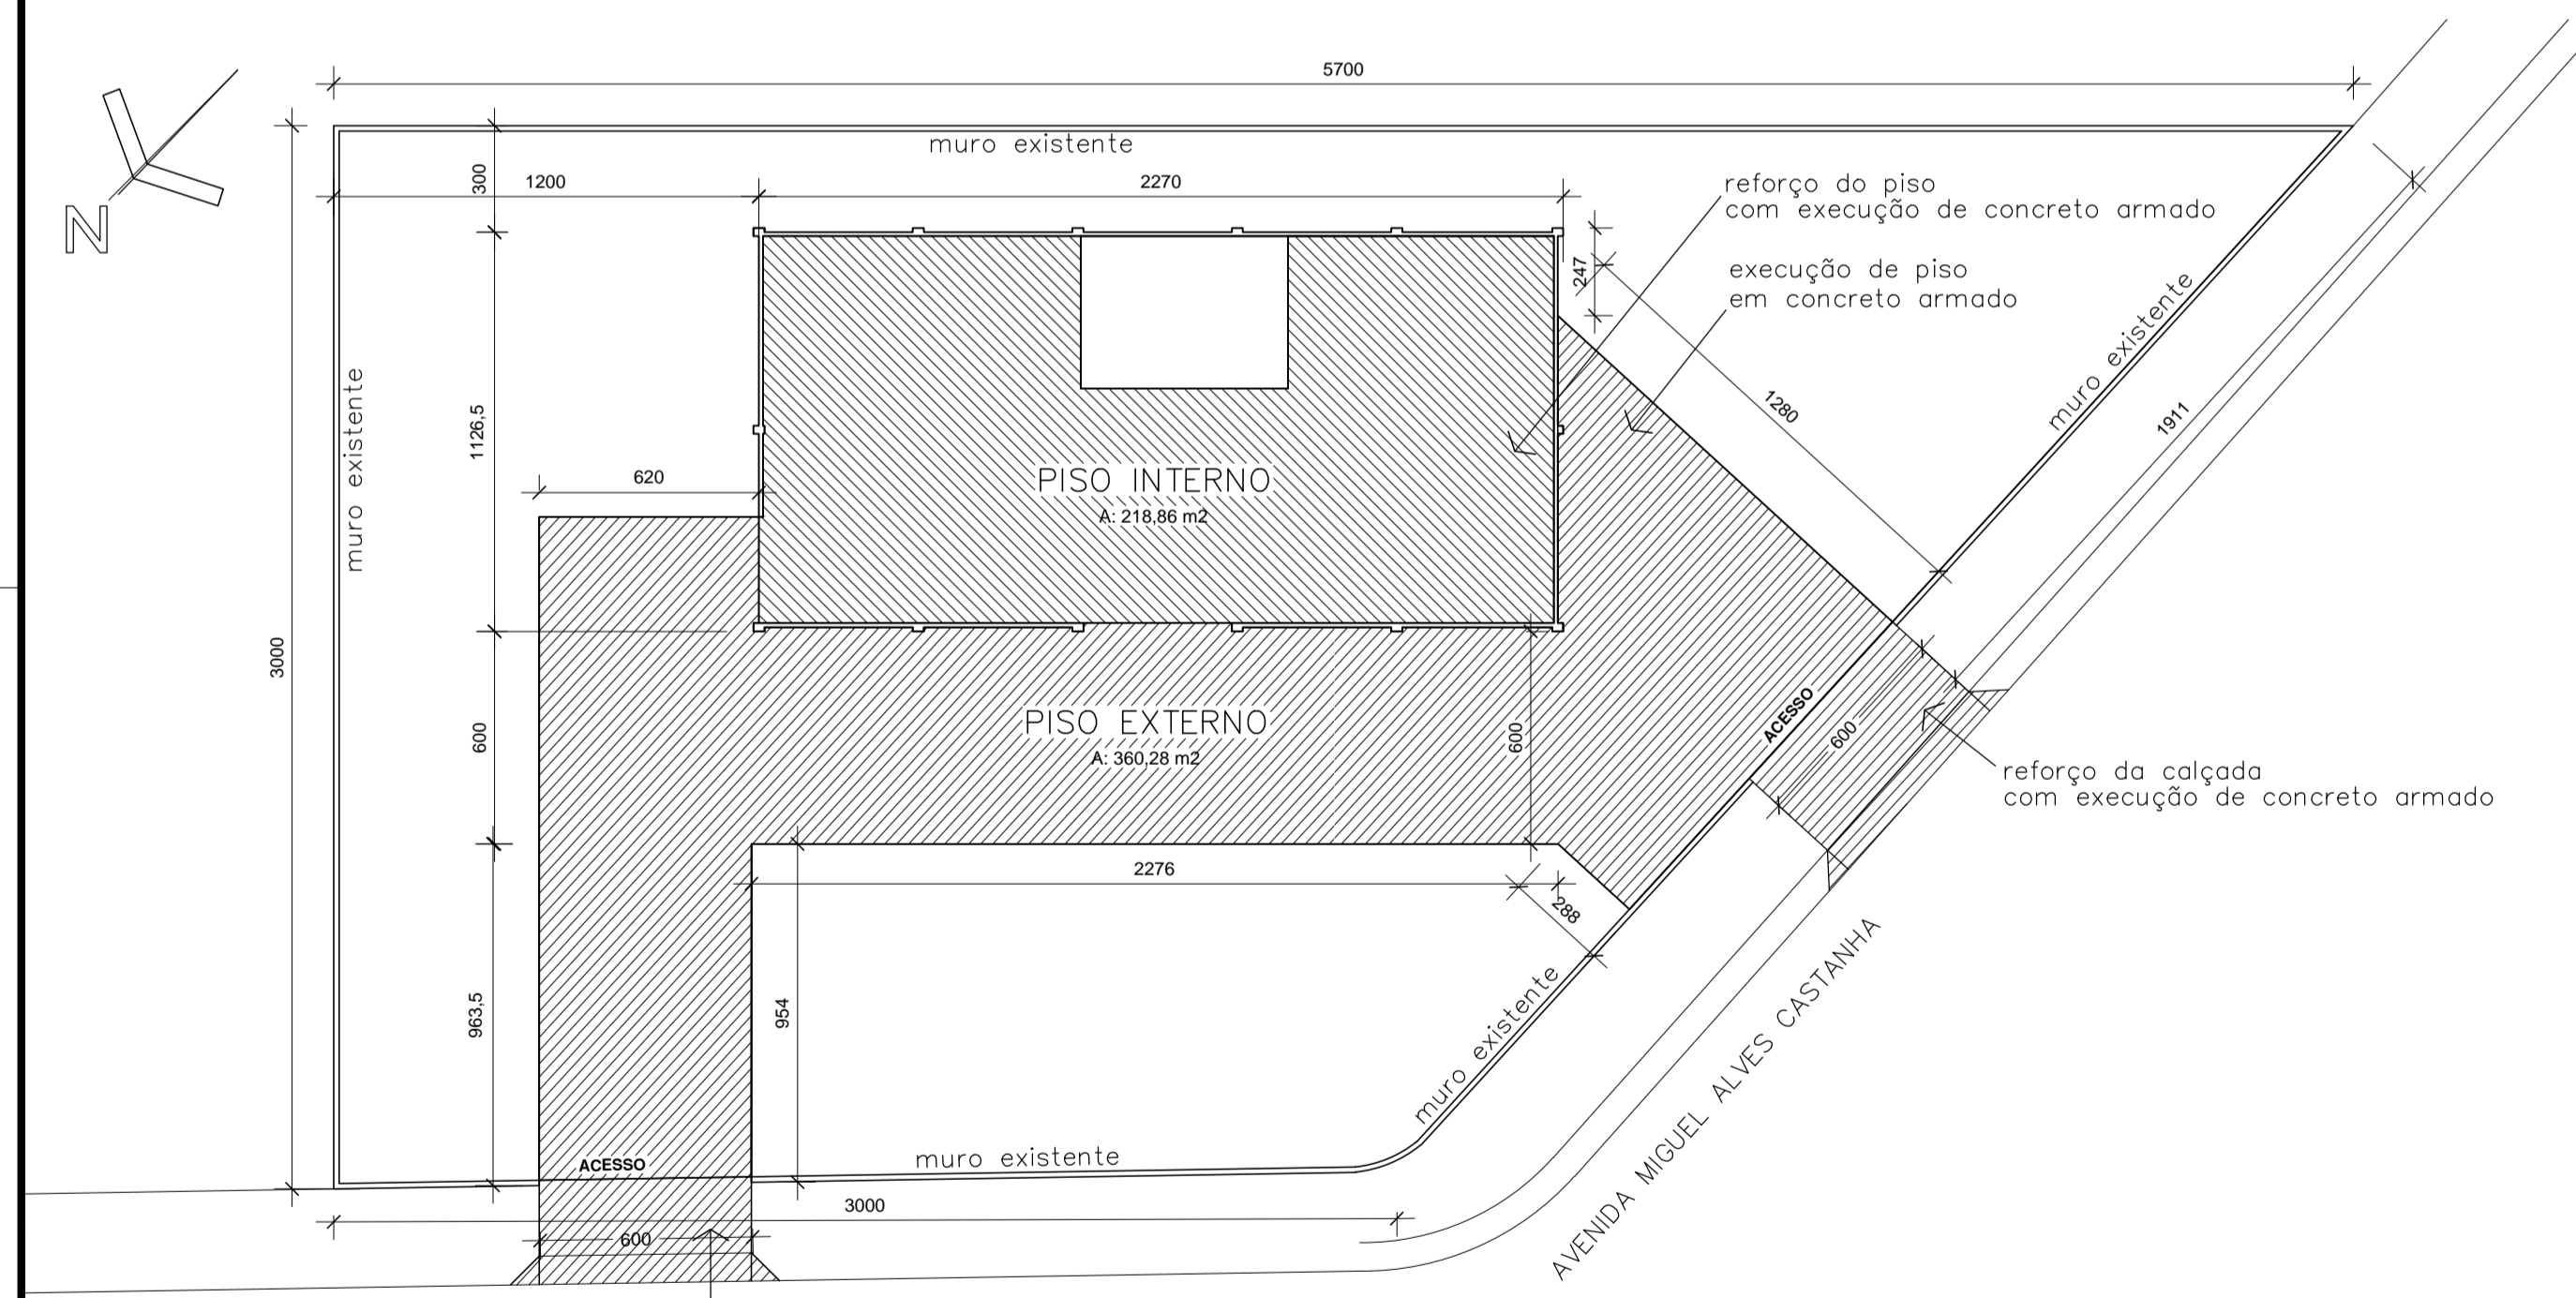 5700
N
muro existente
300
1200
2270
reforço do piso
com execução de concreto armado
247
execução de piso
em concreto armado
muro existente
muro existente
1280
1911
1126,5
620
PISO INTERNO
A: 218,86 m2
3000
600
PISO EXTERNO
A: 360,28 m2
600
ACESSO
600
reforço da calçada
com execução de concreto armado
2276
288
963,5
954
muro existente
AVENIDA MIGUEL ALVES CASTANHA
ACESSO
muro existente
3000
600